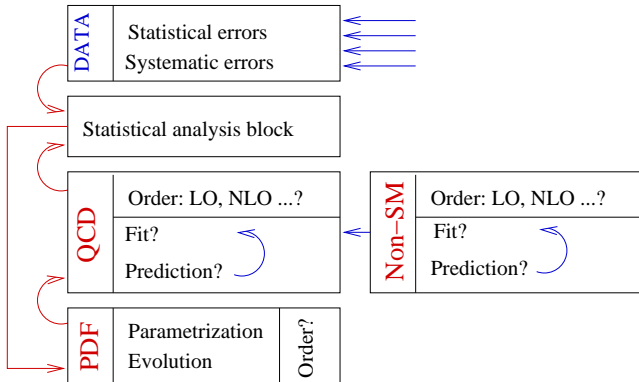 DATA
Statistical errors
Systematic errors
Statistical analysis block
QCD
Order: LO, NLO ...?
Fit?
Prediction?
Non−SM
Order: LO, NLO ...?
Fit?
Prediction?
PDF
Parametrization
Evolution
Order?